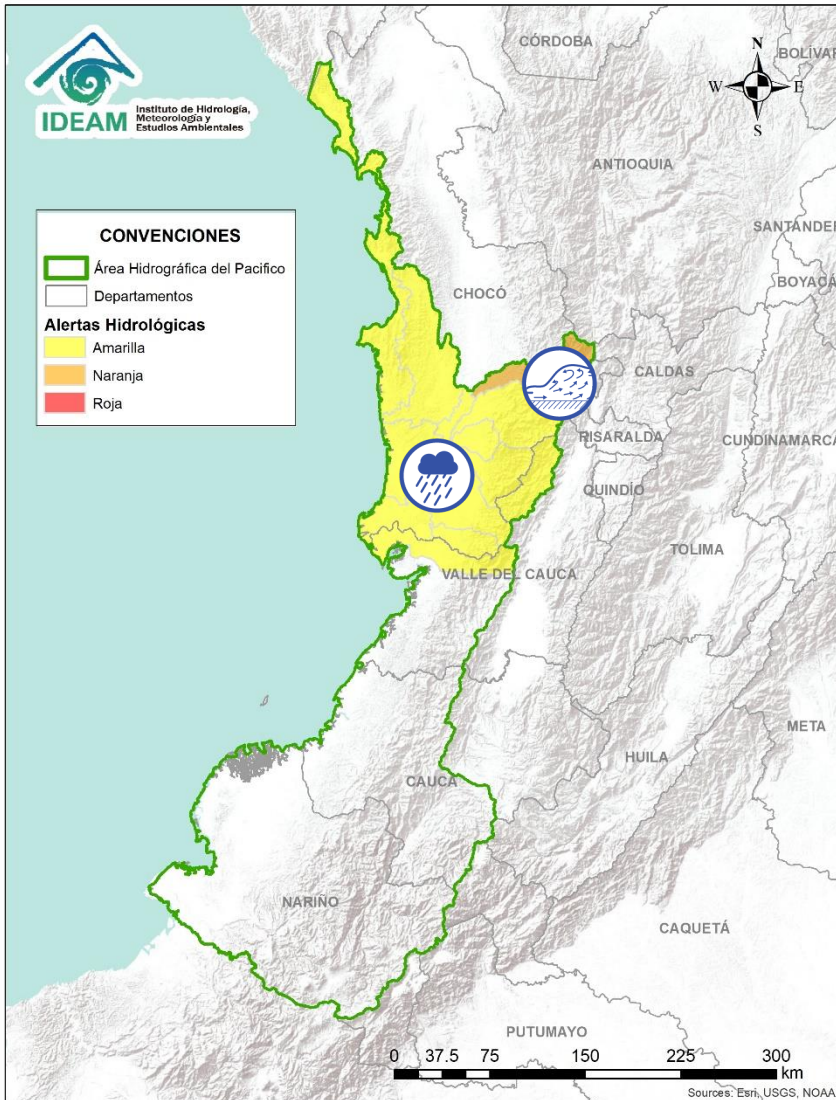 IDEAM
Instituto de Hidrología,
Meteorología y
Estudios Ambientales
CÓRDOBA
BOLÍVAR
N
W
E
S
ANTIOQUIA
SANTANDER
BOYACÁ
CONVENCIONES
Área Hidrográfica del Pacifico
Departamentos
Alertas Hidrológicas
Amarilla
Naranja
Roja
CHOCÓ
CALDAS
RISARALDA
CUNDINAMARCA
QUINDÍO
TOLIMA
VALLE DEL CAUCA
META
HUILA
CAUCA
NARIÑO
CAQUETÁ
PUTUMAYO
0 37.5 75 150 225 300
km
Sources: Esri, USGS, NOAA